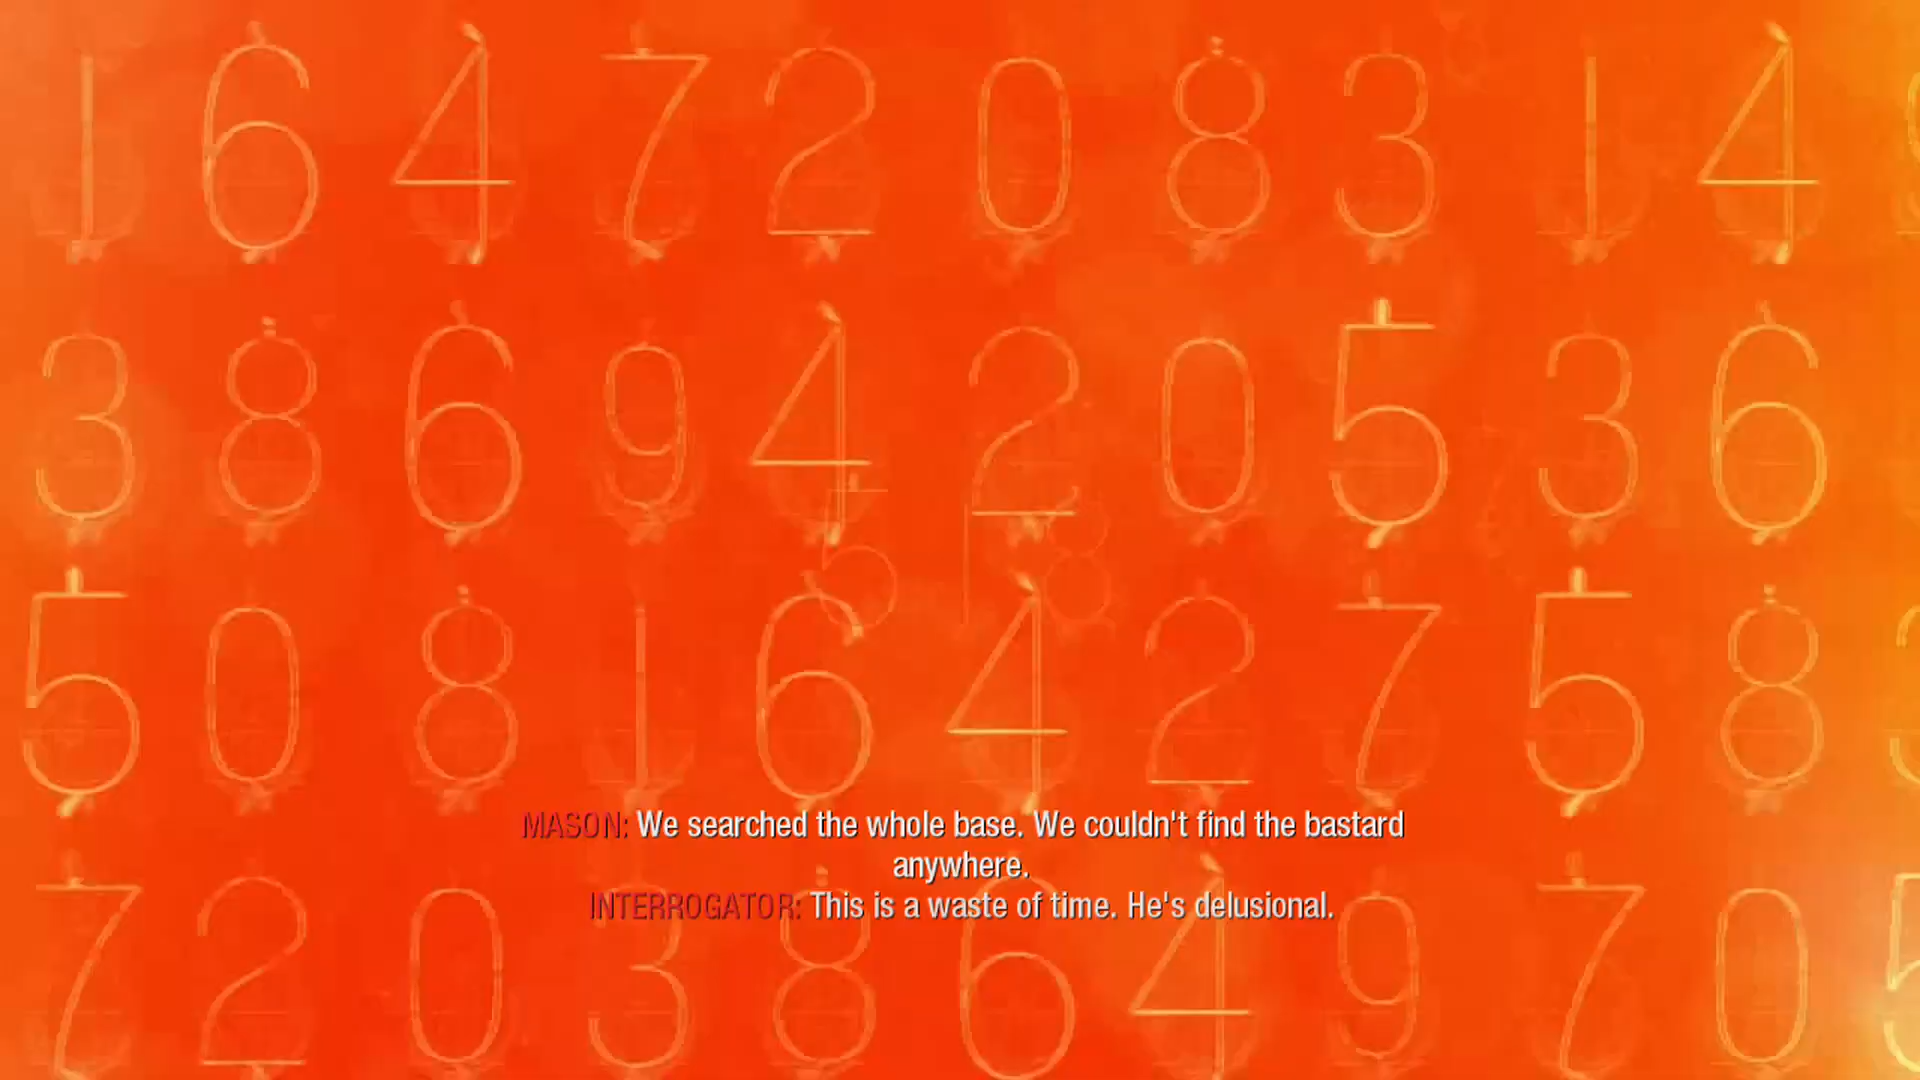 1 6 4 7 2 0 8 3 1 4
3 8 6 9 4 2 0 5 3 6
5 0 8 1 6 4 2 7 5 8
MASON: We searched the whole base. We couldn't find the bastard
anywhere.
INTERROGATOR: This is a waste of time. He's delusional.
7 2 0 3 8 6 4 9 7 0 5